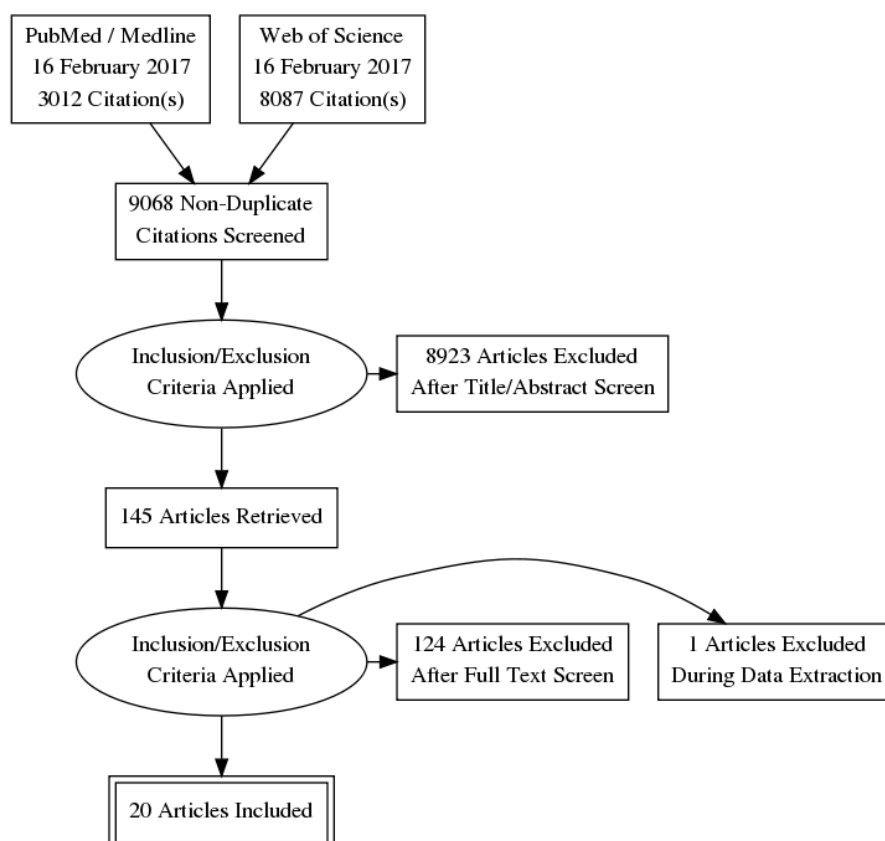 PubMed / Medline
16 February 2017
3012 Citation(s)
Web of Science
16 February 2017
8087 Citation(s)
9068 Non-Duplicate
Citations Screened
Inclusion/Exclusion
Criteria Applied
8923 Articles Excluded
After Title/Abstract Screen
145 Articles Retrieved
Inclusion/Exclusion
Criteria Applied
124 Articles Excluded
After Full Text Screen
1 Articles Excluded
During Data Extraction
20 Articles Included